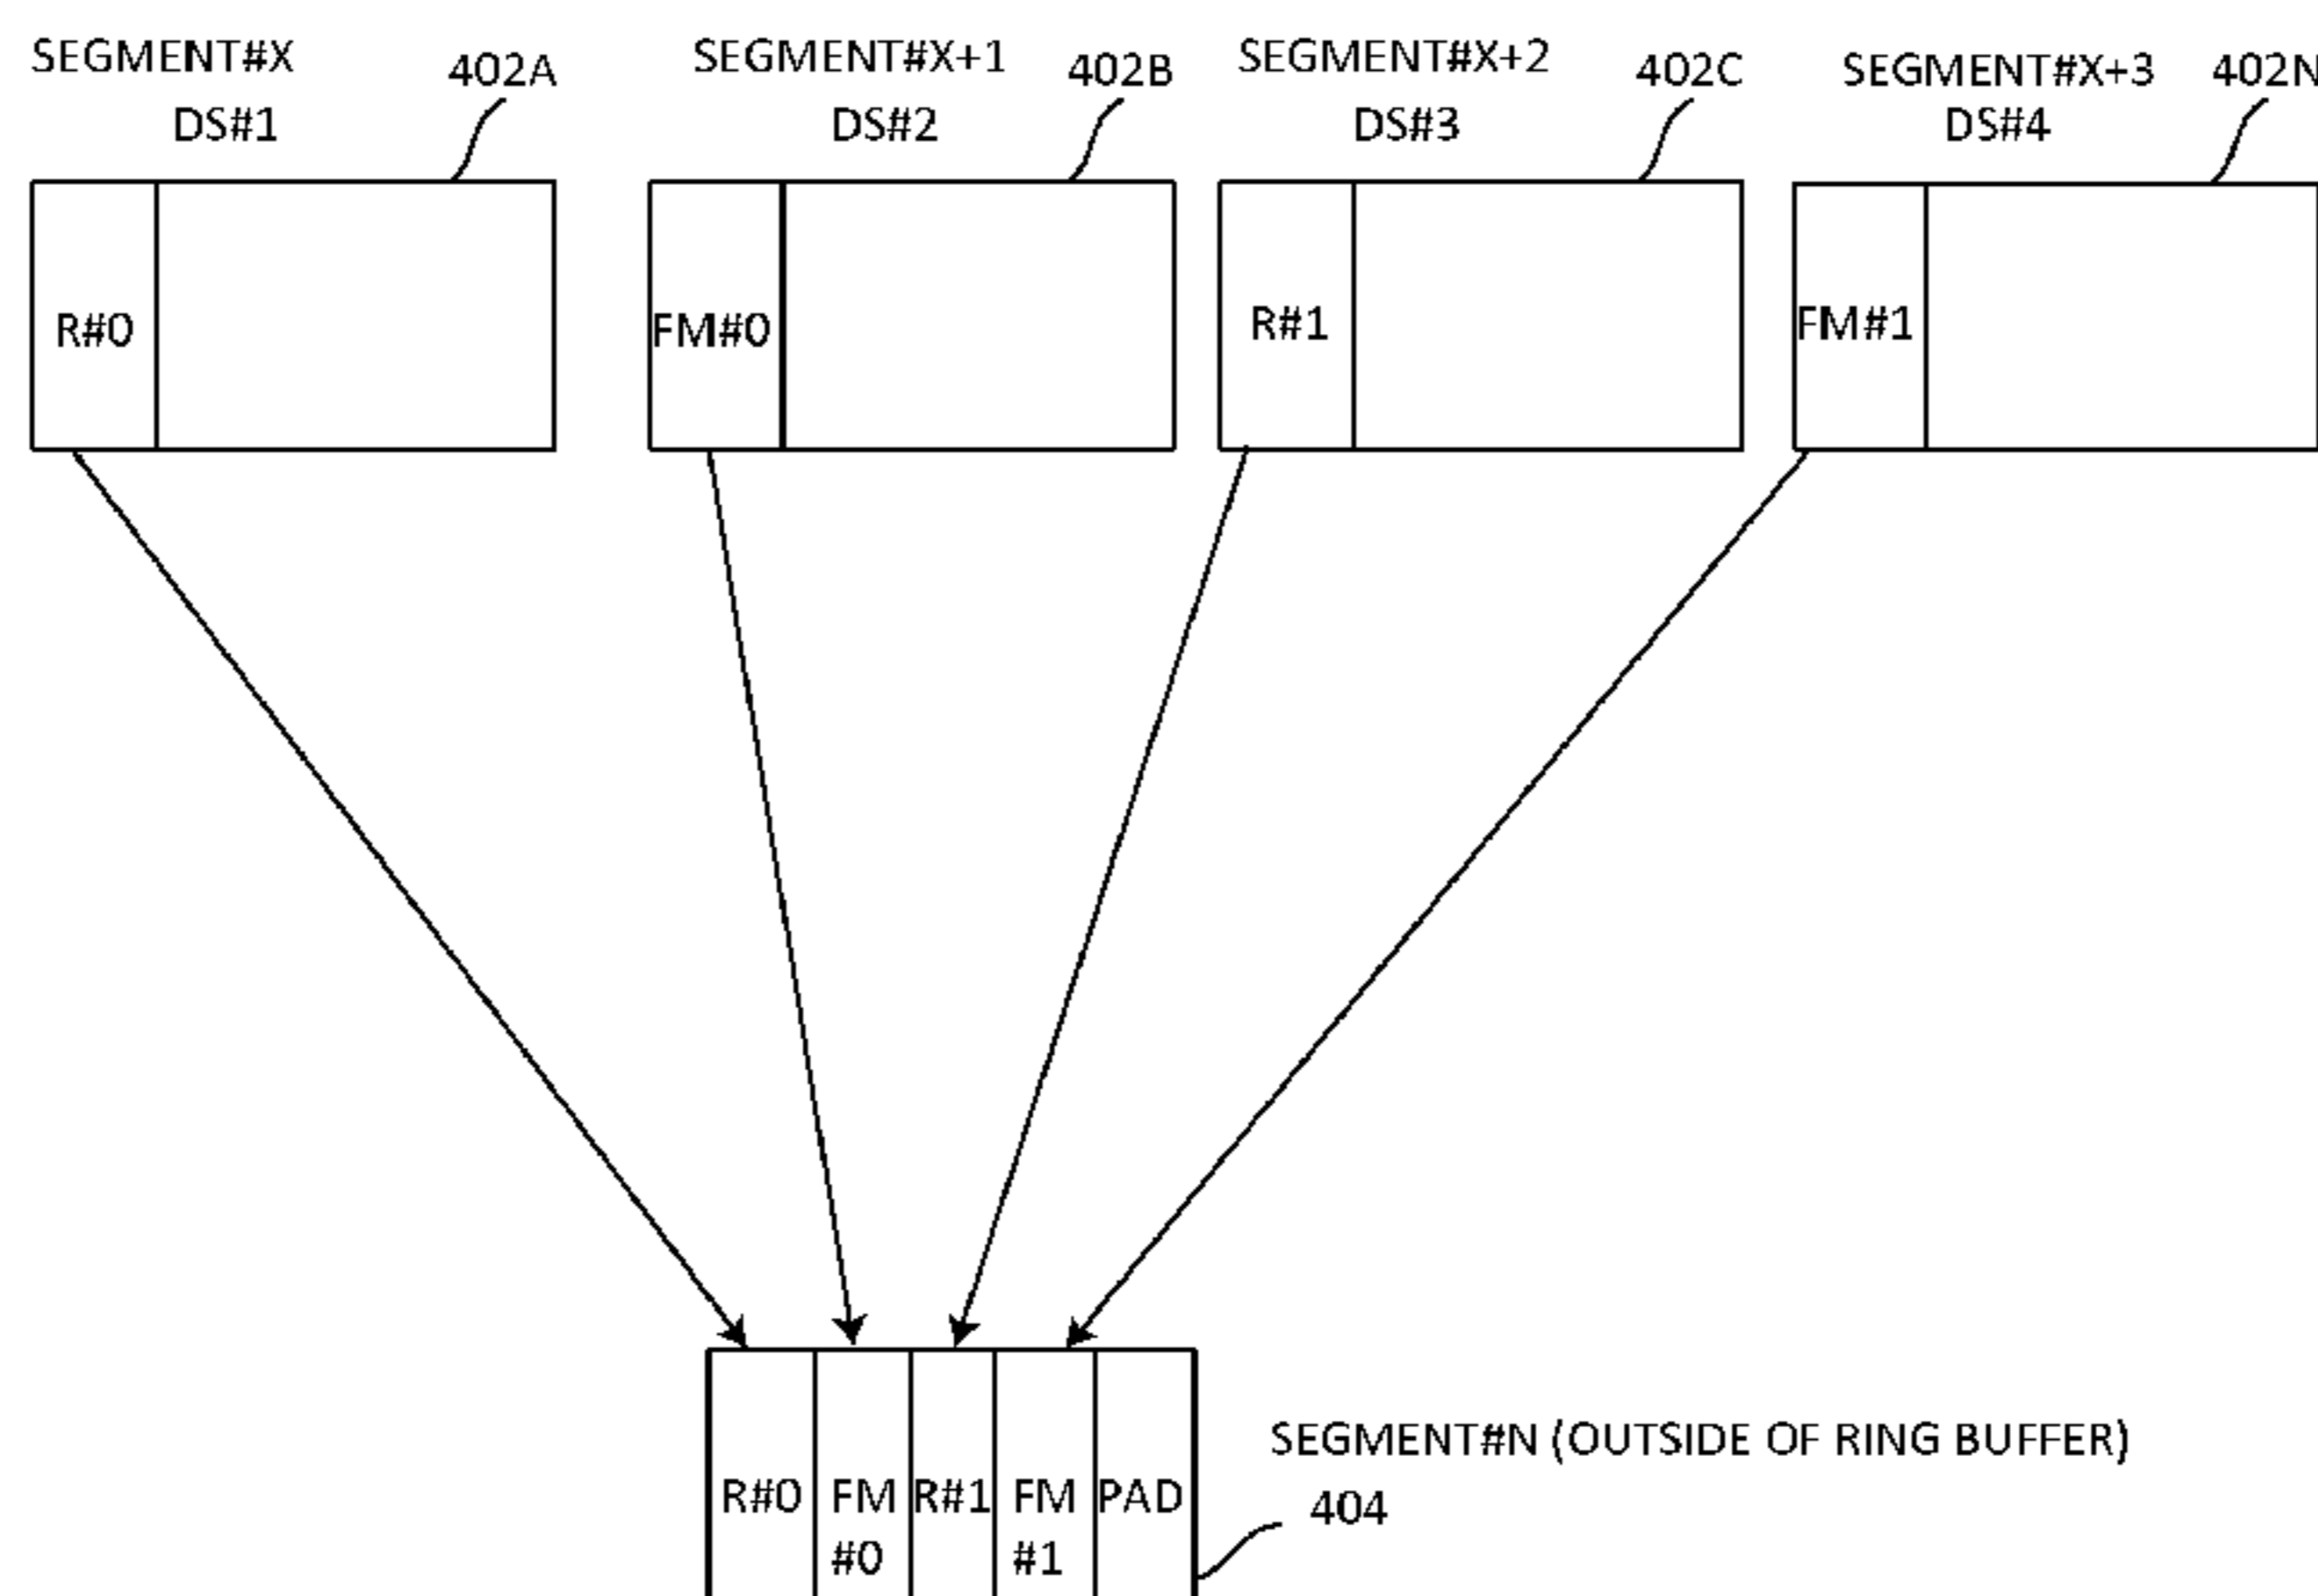 SEGMENT#X
DS#1
402A
SEGMENT#X+1
DS#2
402B
SEGMENT#X+2
DS#3
402C
SEGMENT#X+3
DS#4
402N
R#0
FM#0
R#1
FM#1
SEGMENT#N (OUTSIDE OF RING BUFFER)
404
R#0
FM
#0
R#1
FM
#1
PAD